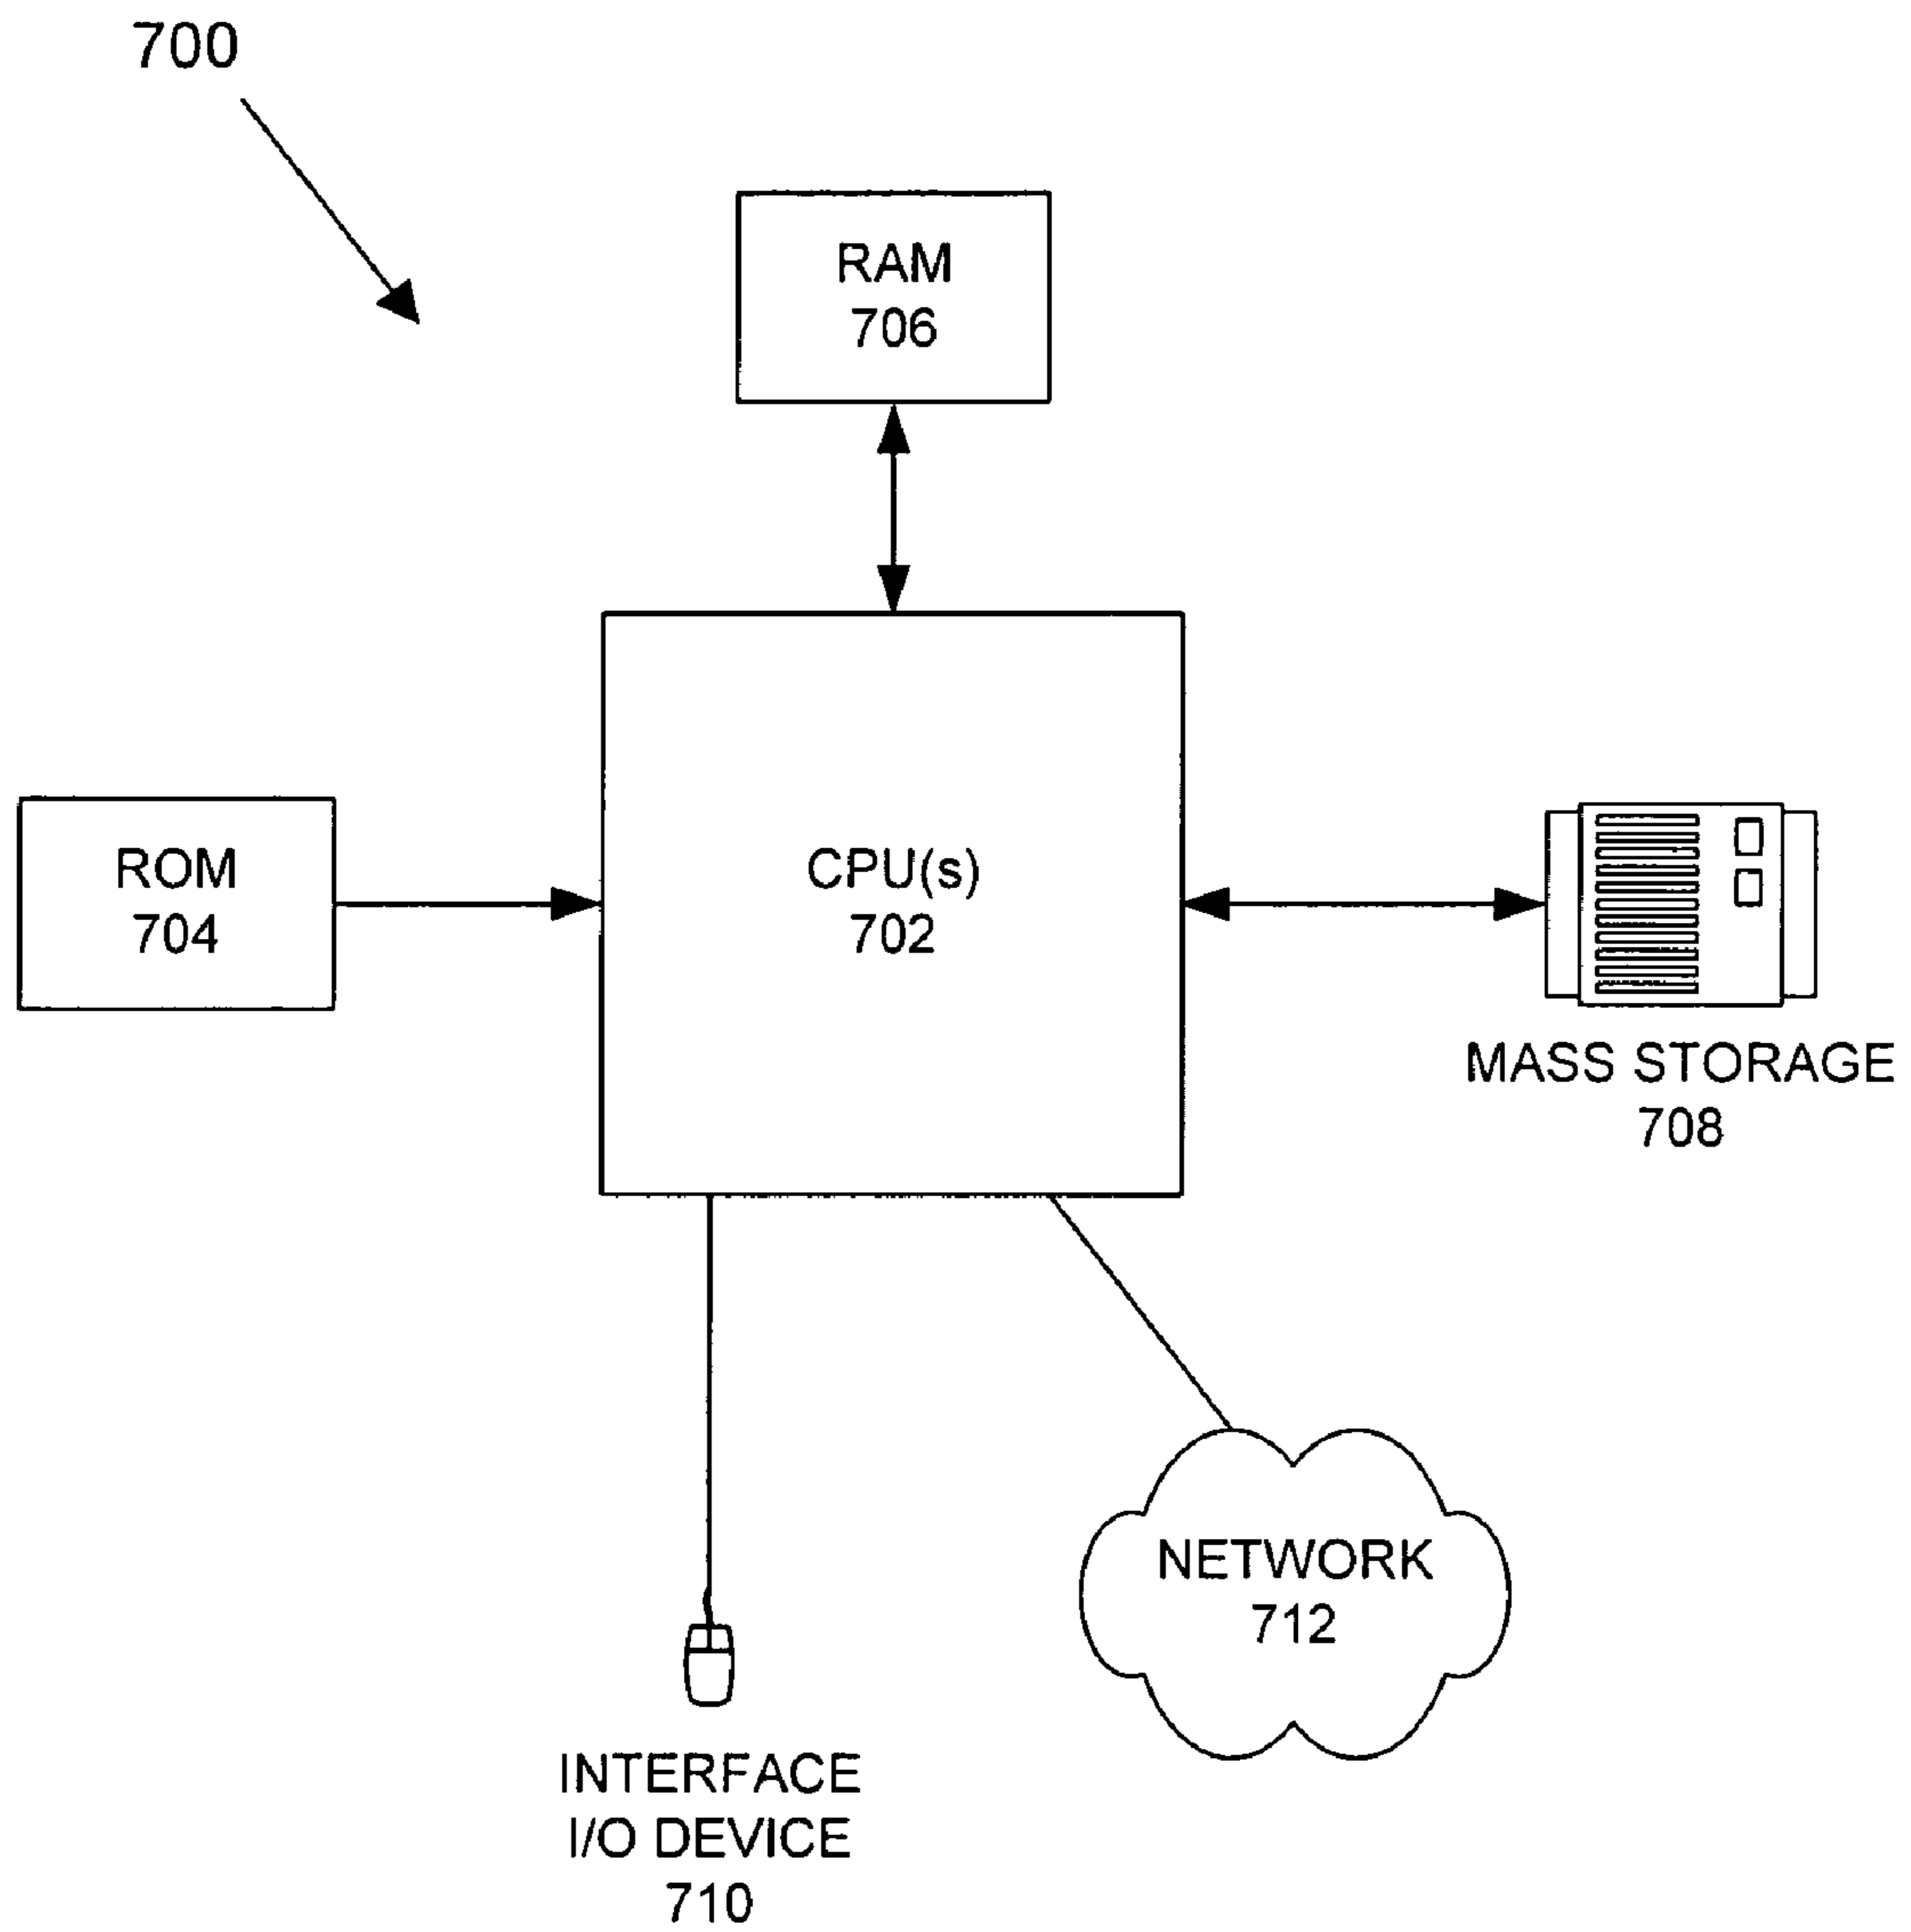 700
RAM
706
ROM
704
CPU(s)
702
MASS STORAGE
708
NETWORK
712
INTERFACE
I/O DEVICE
710